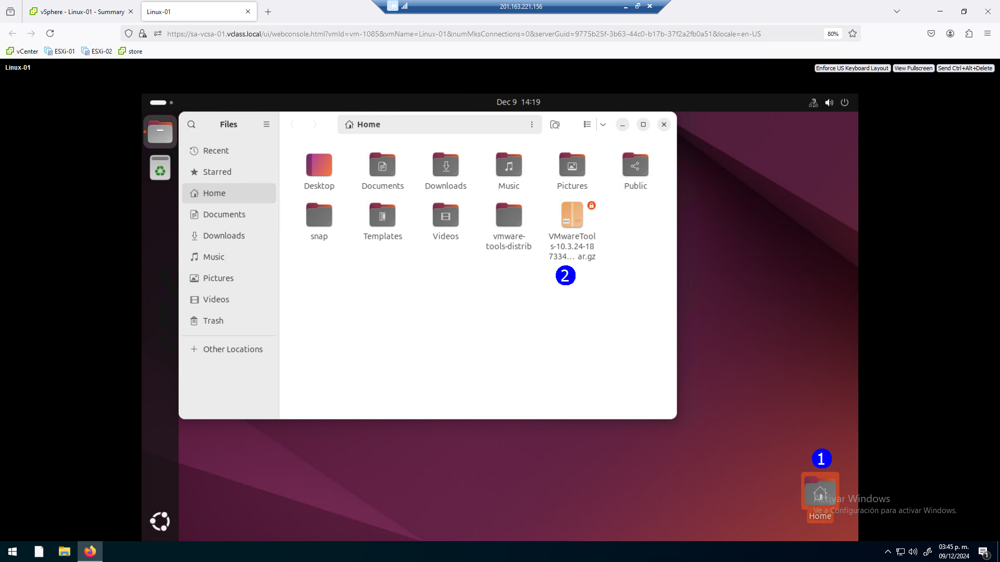 vSphere - Linux-01 - Summary
Linux-01
201.163.221.156
https://sa-vcsa-01.vclass.local/ui/webconsole.html?vmId=vm-1085&vmName=Linux-01&numMksConnections=0&serverGuid=9775b25f-3b63-44c0-b17b-37f2a2fb0a51&locale=en-US
80%
vCenter
ESXi-01
ESXi-02
store
Linux-01
Enforce US Keyboard Layout
View Fullscreen
Send Ctrl+Alt+Delete
Dec 9 14:19
Files
Home
Recent
Starred
Home
Documents
Downloads
Music
Pictures
Videos
Trash
Other Locations
Desktop
Documents
Downloads
Music
Pictures
Public
snap
Templates
Videos
vmware-
tools-distrib
VMwareTool
s-10.3.24-18
7334... ar.gz
2
1
Home
Activar Windows
Ve a Configuración para activar Windows.
03:45 p. m.
09/12/2024
1